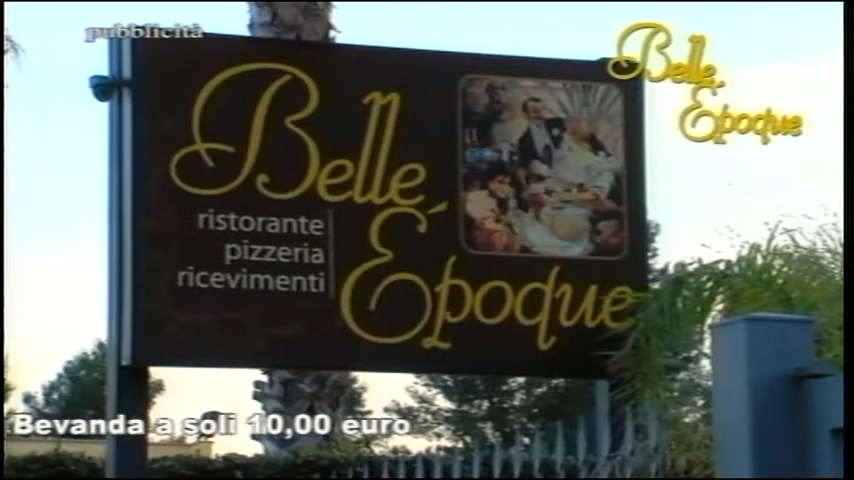 pubblicità
Belle
Époque
Belle
Époque
ristorante
pizzeria
ricevimenti
Bevanda a soli 10,00 euro